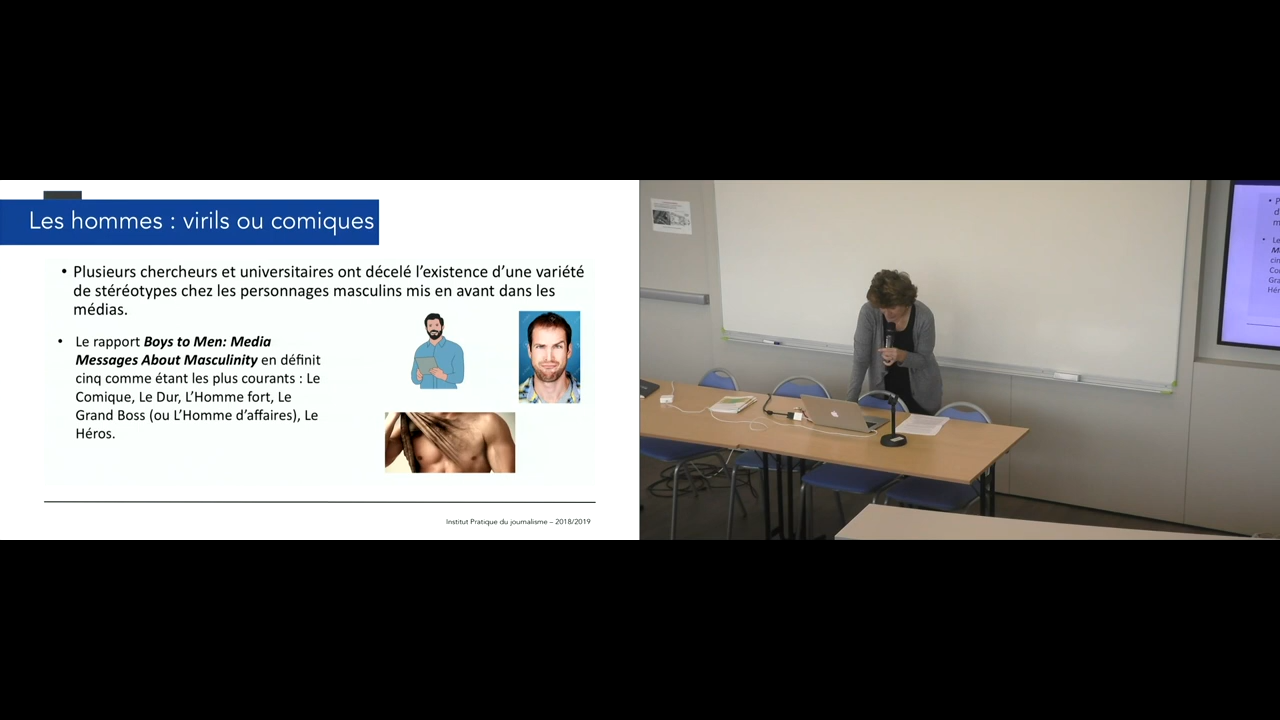 Les hommes : virils ou comiques
• Plusieurs chercheurs et universitaires ont décelé l’existence d’une variété
de stéréotypes chez les personnages masculins mis en avant dans les
médias.
• Le rapport Boys to Men: Media
Messages About Masculinity en définit
cinq comme étant les plus courants : Le
Comique, Le Dur, L’Homme fort, Le
Grand Boss (ou L’Homme d’affaires), Le
Héros.
Institut Pratique du journalisme – 2018/2019